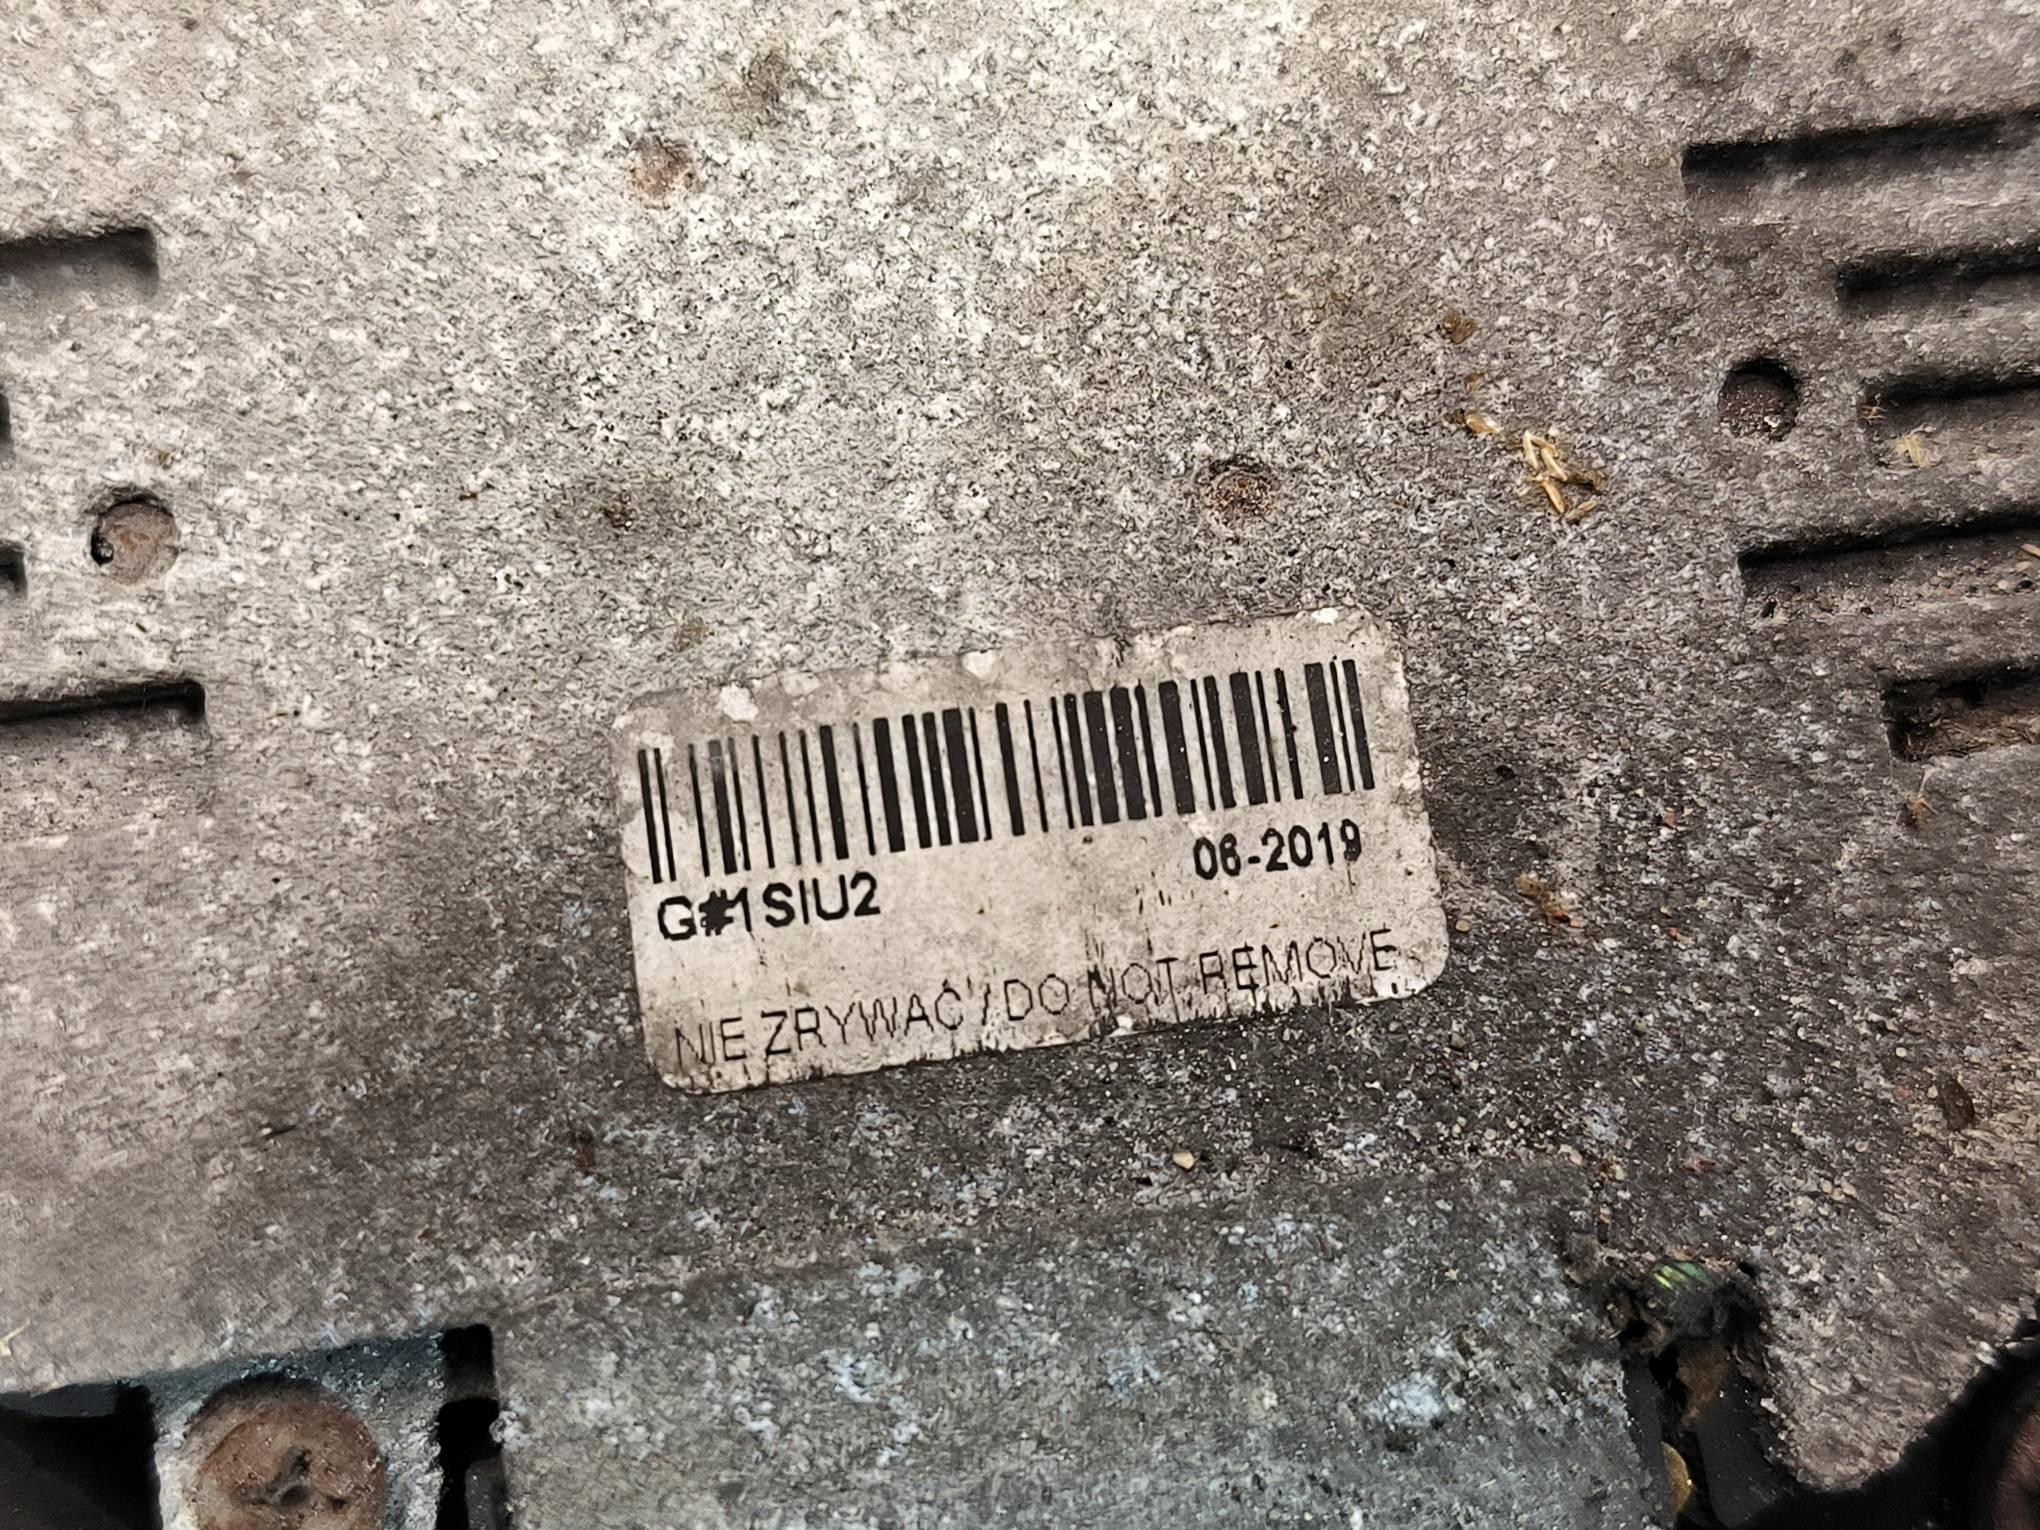 G#1SIU2
06-2019
NIE ZRYWAĆ / DO NOT REMOVE